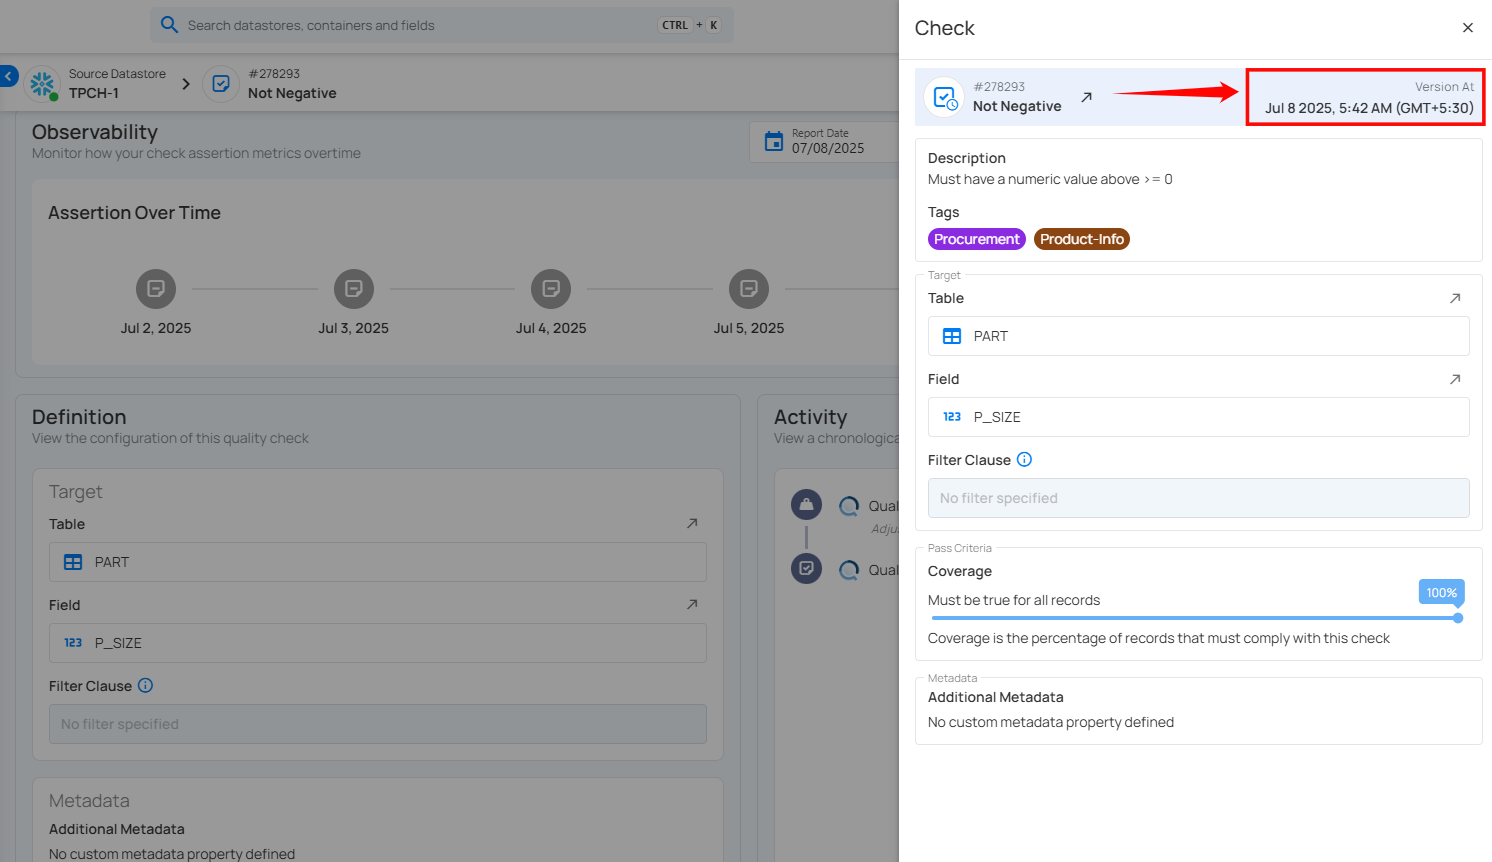 Search datastores, containers and fields
CTRL + K
Source Datastore
TPCH-1
#278293
Not Negative
Observability
Monitor how your check assertion metrics overtime
Report Date
07/08/2025
Assertion Over Time
Jul 2, 2025
Jul 3, 2025
Jul 4, 2025
Jul 5, 2025
Definition
View the configuration of this quality check
Target
Table
PART
Field
123 P_SIZE
Filter Clause
No filter specified
Metadata
Additional Metadata
No custom metadata property defined
Activity
View a chronologica
Qual
Adju
Qual
Check
#278293
Not Negative
Version At
Jul 8 2025, 5:42 AM (GMT+5:30)
Description
Must have a numeric value above >= 0
Tags
Procurement Product-Info
Target
Table
PART
Field
123 P_SIZE
Filter Clause
No filter specified
Pass Criteria
Coverage
100%
Must be true for all records
Coverage is the percentage of records that must comply with this check
Metadata
Additional Metadata
No custom metadata property defined